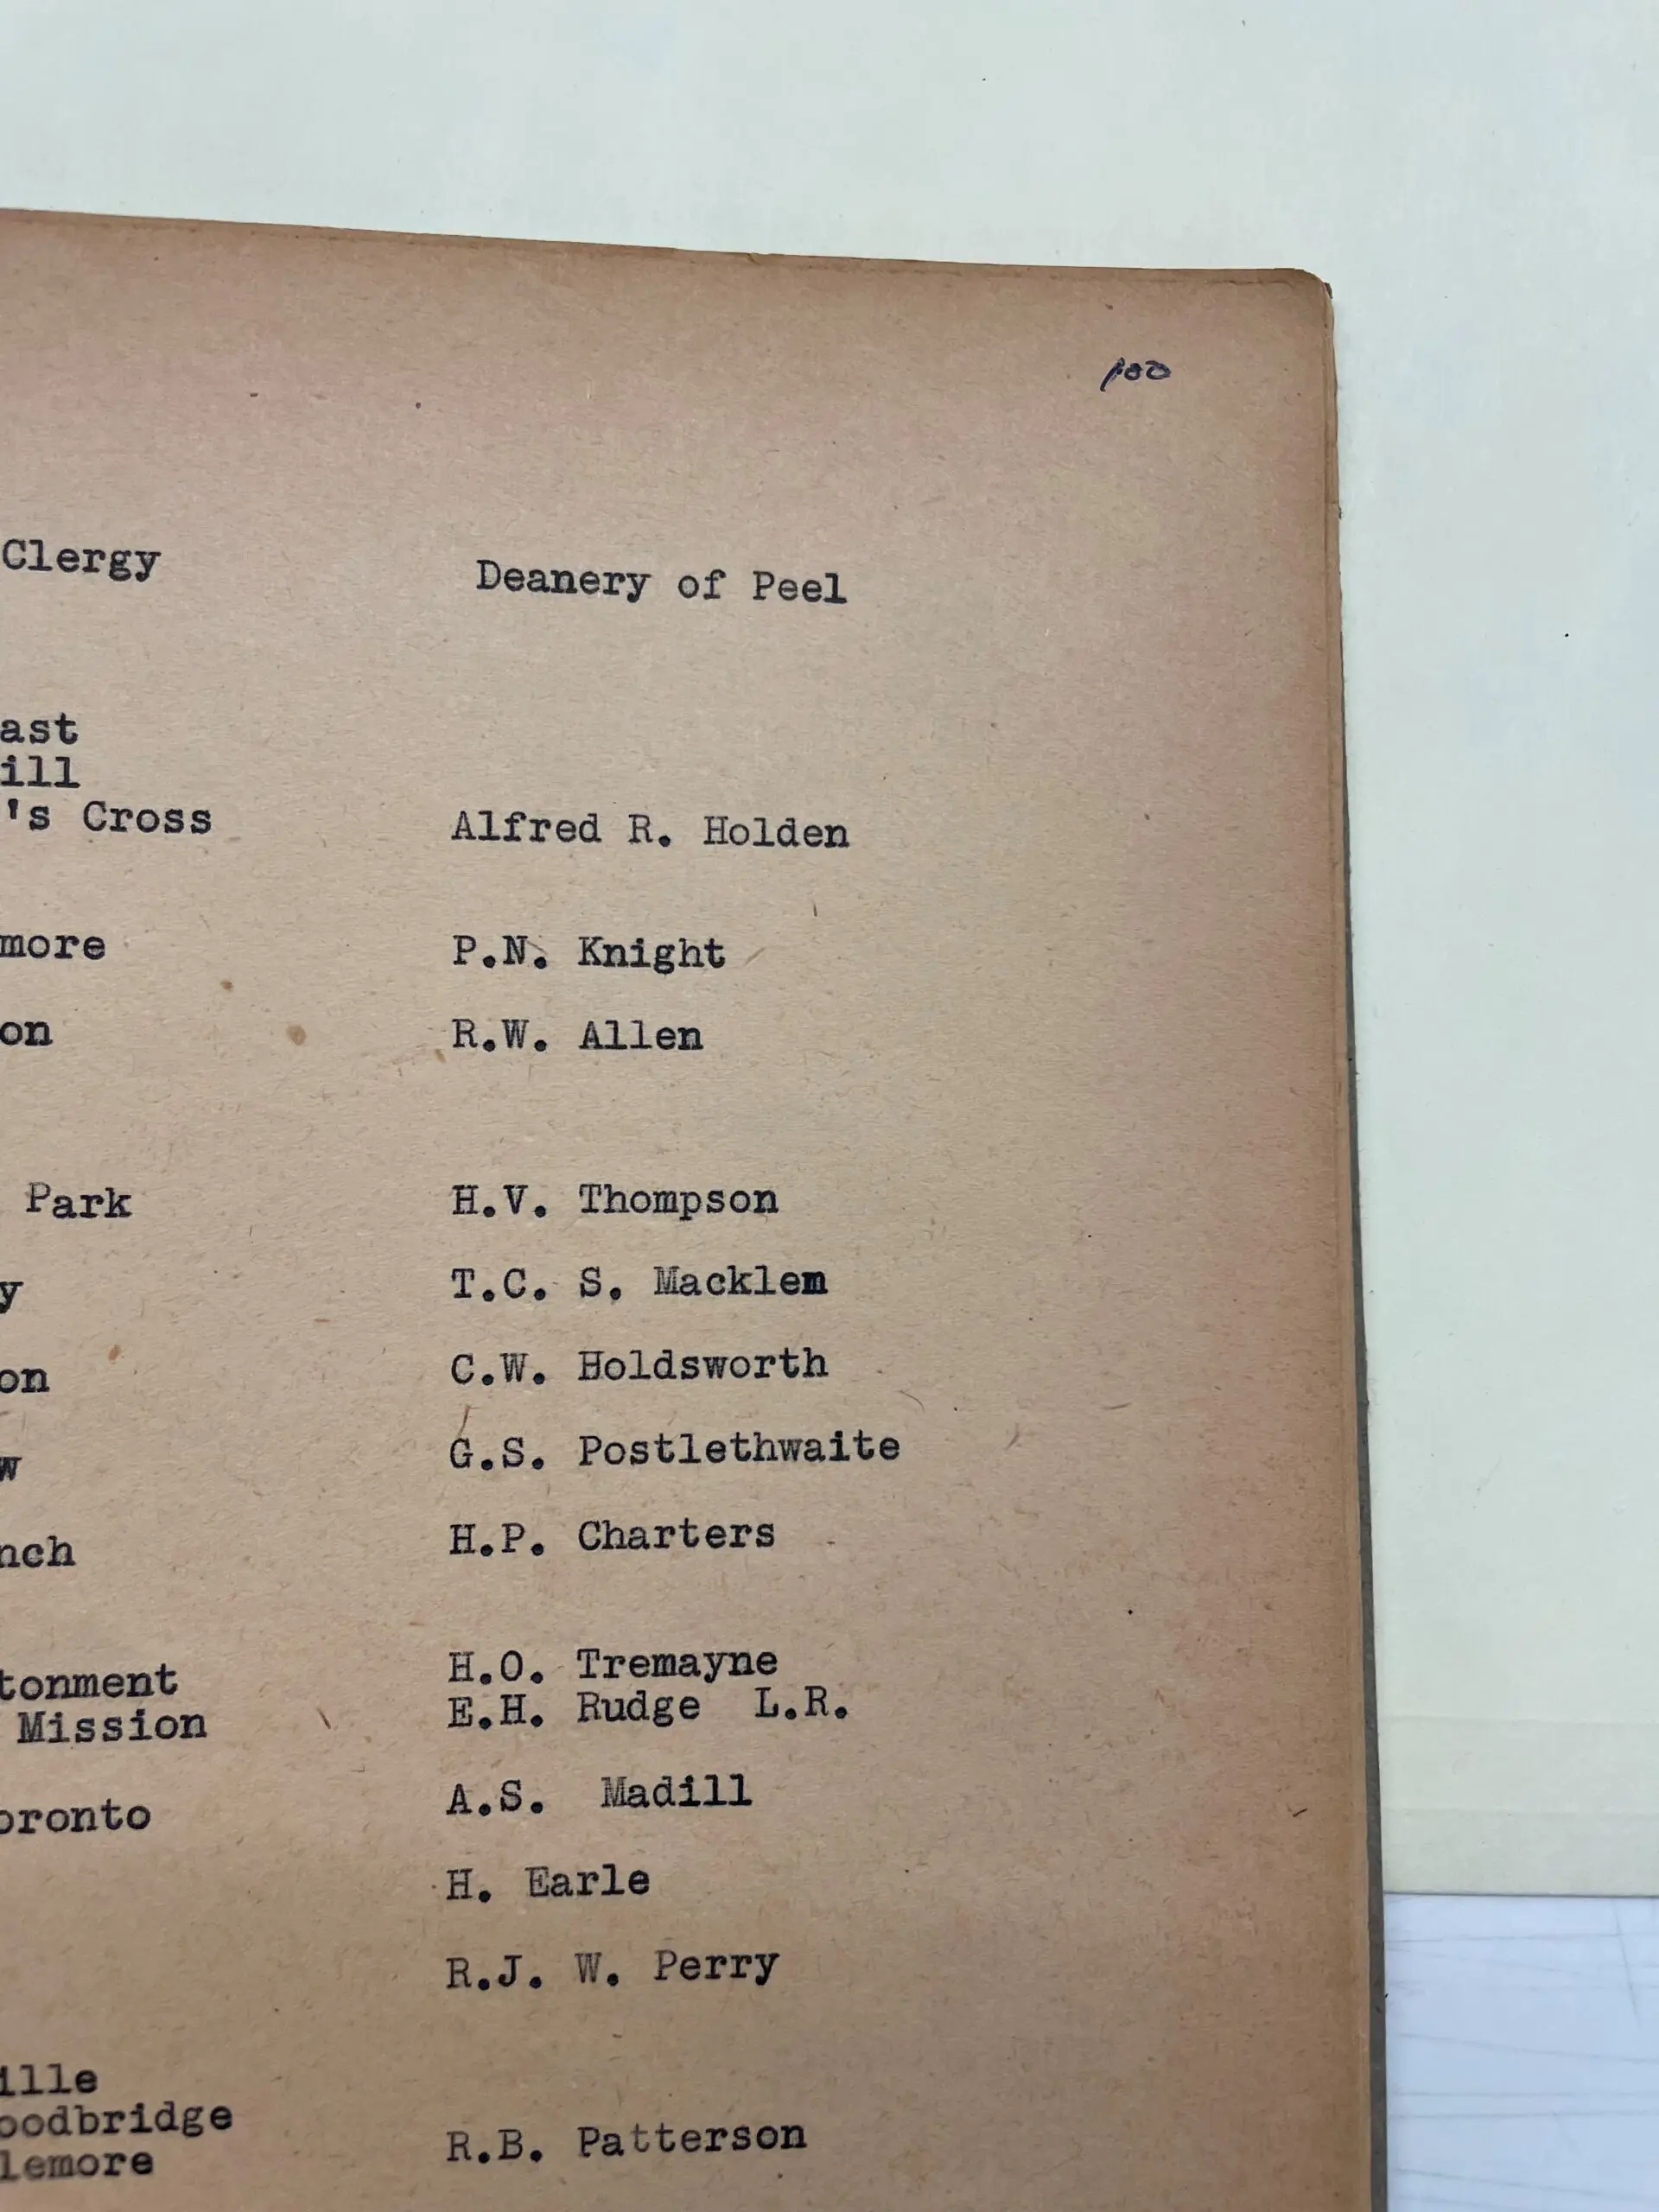 100
Clergy Deanery of Peel
ast
ill
's Cross Alfred R. Holden
more P.N. Knight
on R.W. Allen
Park H.V. Thompson
y T.C. S. Macklem
on C.W. Holdsworth
w G.S. Postlethwaite
nch H.P. Charters
tonment H.O. Tremayne
Mission E.H. Rudge L.R.
oronto A.S. Madill
H. Earle
R.J. W. Perry
ille
oodbridge
lemore R.B. Patterson